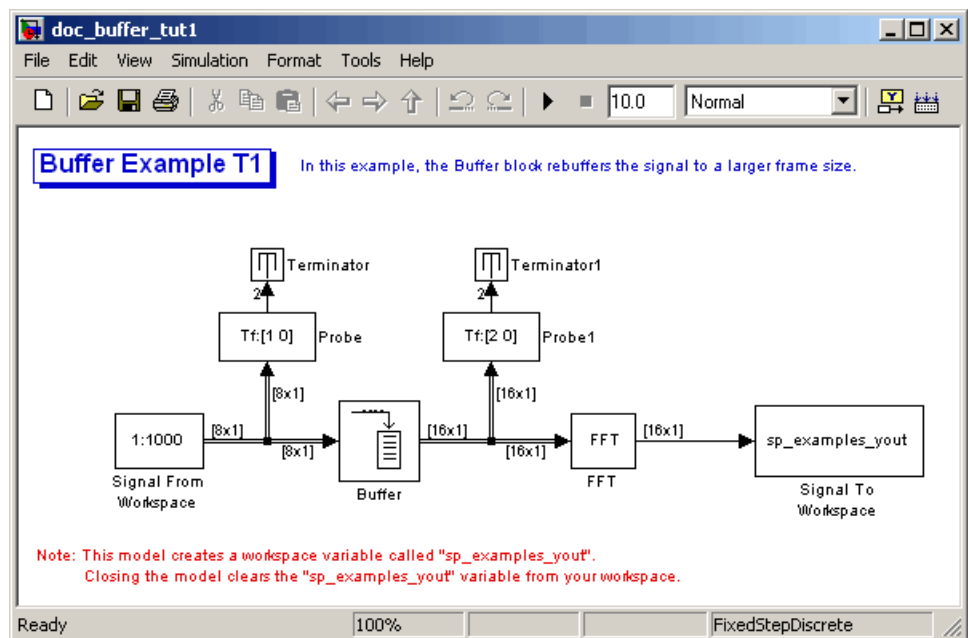 doc_buffer_tut1
File Edit View Simulation Format Tools Help
10.0 Normal
Buffer Example T1
In this example, the Buffer block rebuffers the signal to a larger frame size.
Terminator
Terminator1
2
2
Tf:[1 0]
Probe
Tf:[2 0]
Probe1
[8x1]
[16x1]
1:1000
[8x1]
[8x1]
[16x1]
[16x1]
FFT
[16x1]
sp_examples_yout
Signal From
Workspace
Buffer
FFT
Signal To
Workspace
Note: This model creates a workspace variable called "sp_examples_yout".
Closing the model clears the "sp_examples_yout" variable from your workspace.
Ready 100% FixedStepDiscrete